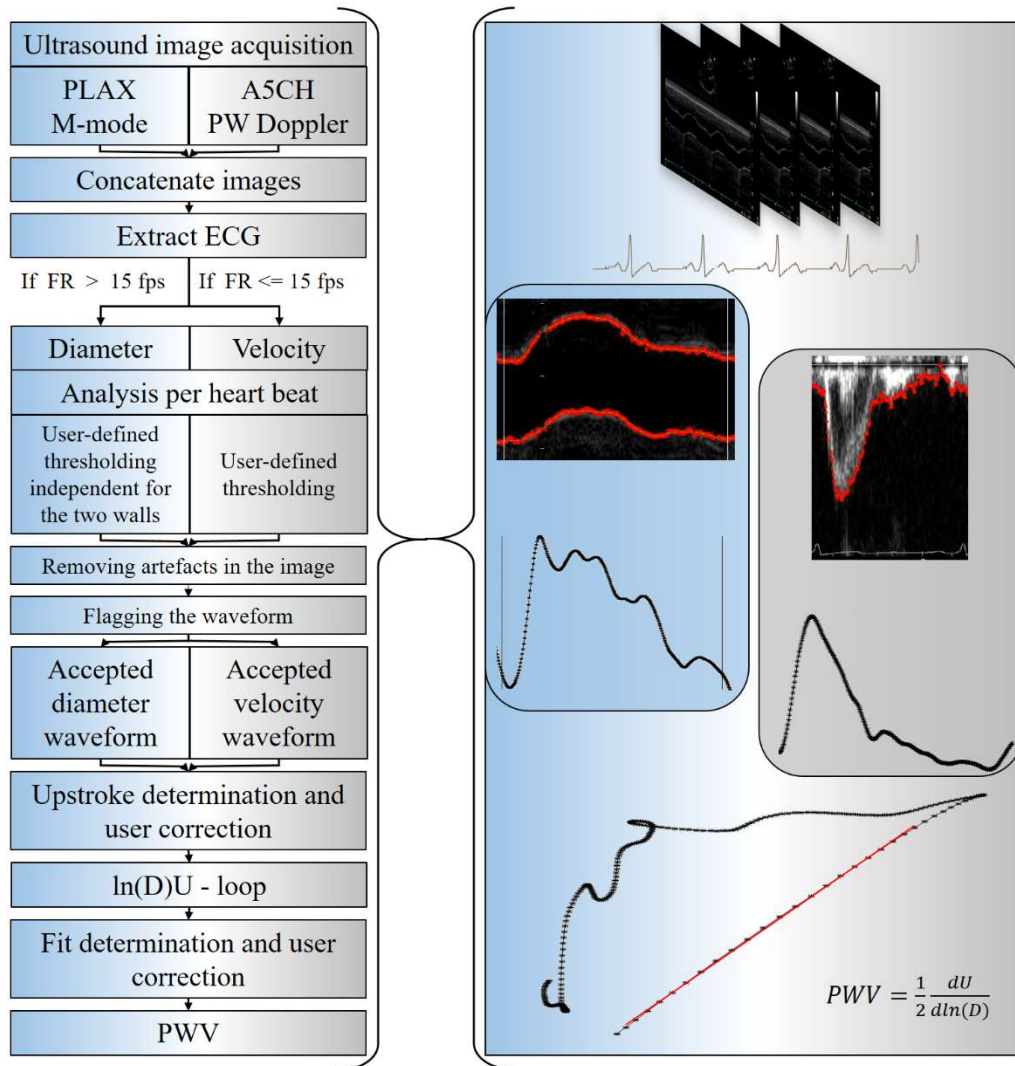 Ultrasound image acquisition
PLAX
M-mode
A5CH
PW Doppler
Concatenate images
Extract ECG
If FR > 15 fps
If FR <= 15 fps
Diameter
Velocity
Analysis per heart beat
User-defined
thresholding
independent for
the two walls
User-defined
thresholding
Removing artefacts in the image
Flagging the waveform
Accepted
diameter
waveform
Accepted
velocity
waveform
Upstroke determination and
user correction
ln(D)U - loop
Fit determination and user
correction
PWV
PWV = 1/2 dU/dln(D)